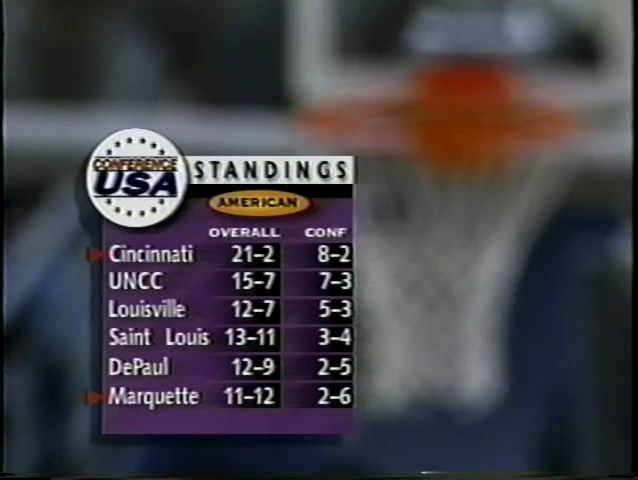 CONFERENCE
USA
STANDINGS
AMERICAN
OVERALL CONF
Cincinnati 21-2 8-2
UNCC 15-7 7-3
Louisville 12-7 5-3
Saint Louis 13-11 3-4
DePaul 12-9 2-5
Marquette 11-12 2-6